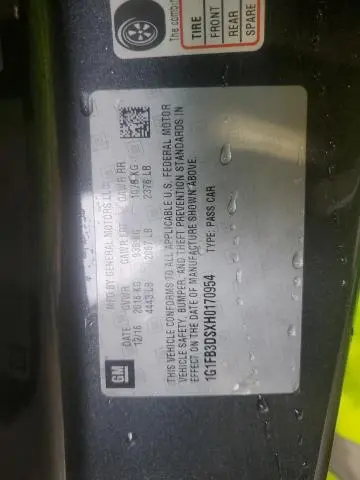 The combin
TIRE
FRONT
REAR
SPARE
GM
MFD BY GENERAL MOTORS LLC
DATE GVWR GAWR FRT GAWR RR
12/16 2016 KG 938 KG 1078 KG
4443 LB 2067 LB 2376 LB
THIS VEHICLE CONFORMS TO ALL APPLICABLE U.S. FEDERAL MOTOR
VEHICLE SAFETY, BUMPER, AND THEFT PREVENTION STANDARDS IN
EFFECT ON THE DATE OF MANUFACTURE SHOWN ABOVE.
1G1FB3DSXH0170954 TYPE: PASS CAR